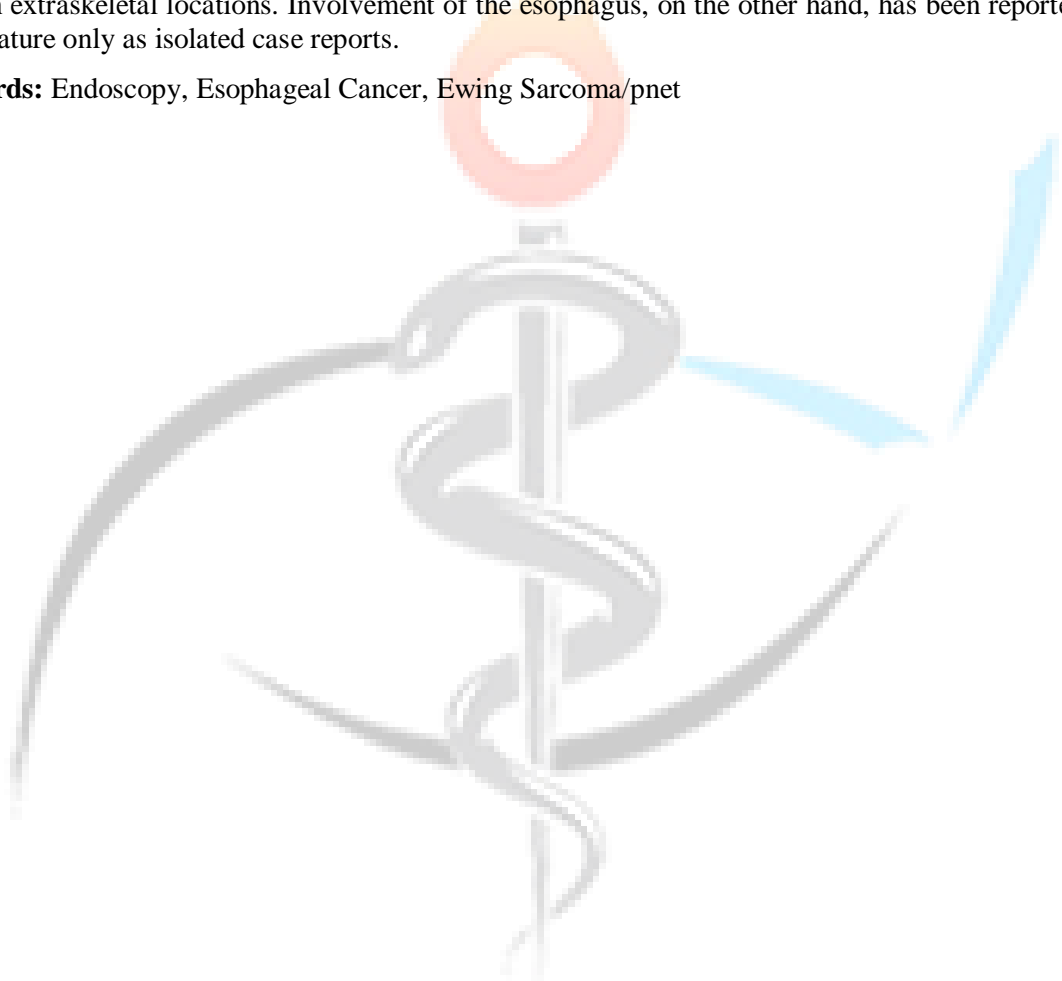 extraskeletal locations. Involvement of the esophagus, on the other hand, has been reporte
ature only as isolated case reports.
rds: Endoscopy, Esophageal Cancer, Ewing Sarcoma/pnet